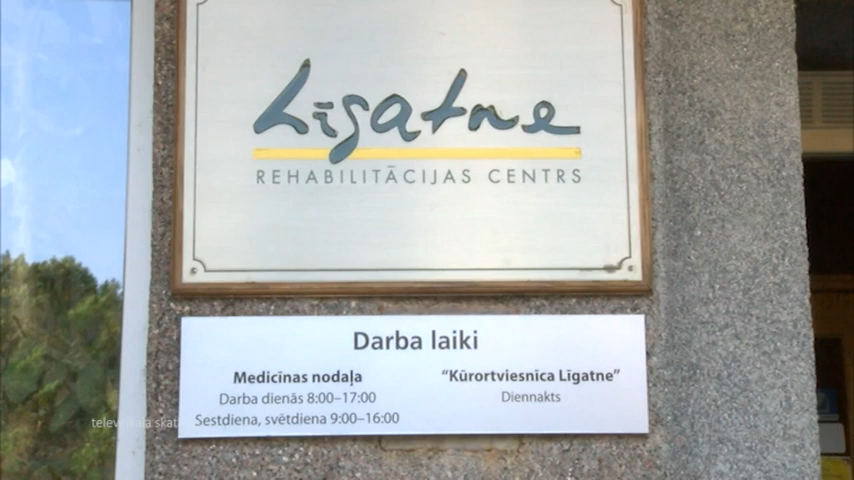 Līgatne
REHABILITĀCIJAS CENTRS
Darba laiki
Medicīnas nodaļa
Darba dienās 8:00–17:00
Sestdiena, svētdiena 9:00–16:00
“Kūrortviesnīca Līgatne”
Diennakts